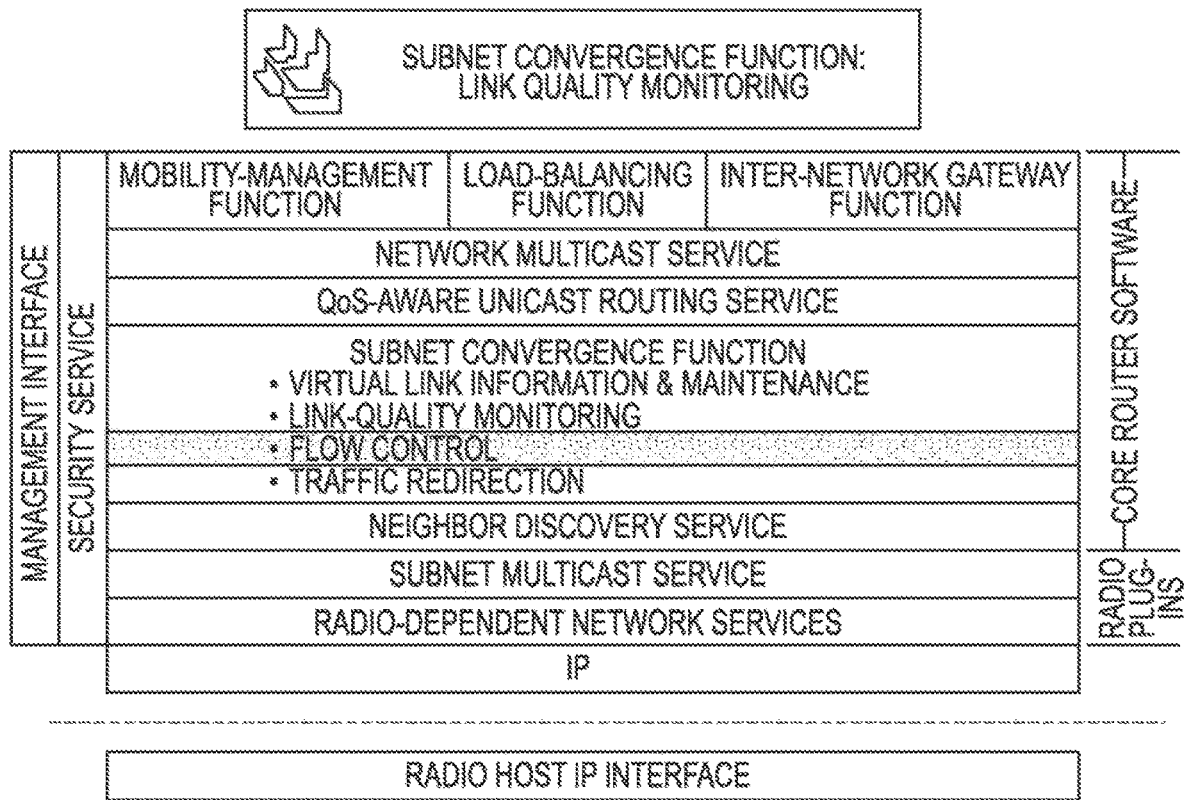 SUBNET CONVERGENCE FUNCTION:
LINK QUALITY MONITORING
MANAGEMENT INTERFACE
SECURITY SERVICE
MOBILITY-MANAGEMENT
FUNCTION
LOAD-BALANCING
FUNCTION
INTER-NETWORK GATEWAY
FUNCTION
NETWORK MULTICAST SERVICE
QoS-AWARE UNICAST ROUTING SERVICE
SUBNET CONVERGENCE FUNCTION
• VIRTUAL LINK INFORMATION & MAINTENANCE
• LINK-QUALITY MONITORING
• FLOW CONTROL
• TRAFFIC REDIRECTION
NEIGHBOR DISCOVERY SERVICE
SUBNET MULTICAST SERVICE
RADIO-DEPENDENT NETWORK SERVICES
IP
CORE ROUTER SOFTWARE
RADIO
PLUG-
INS
RADIO HOST IP INTERFACE